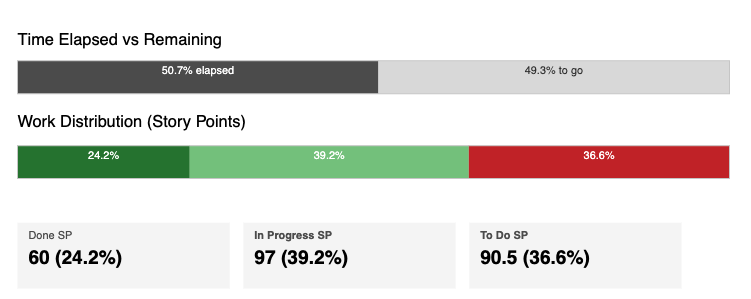 Time Elapsed vs Remaining
50.7% elapsed 49.3% to go
Work Distribution (Story Points)
24.2% 39.2% 36.6%
Done SP In Progress SP To Do SP
60 (24.2%) 97 (39.2%) 90.5 (36.6%)